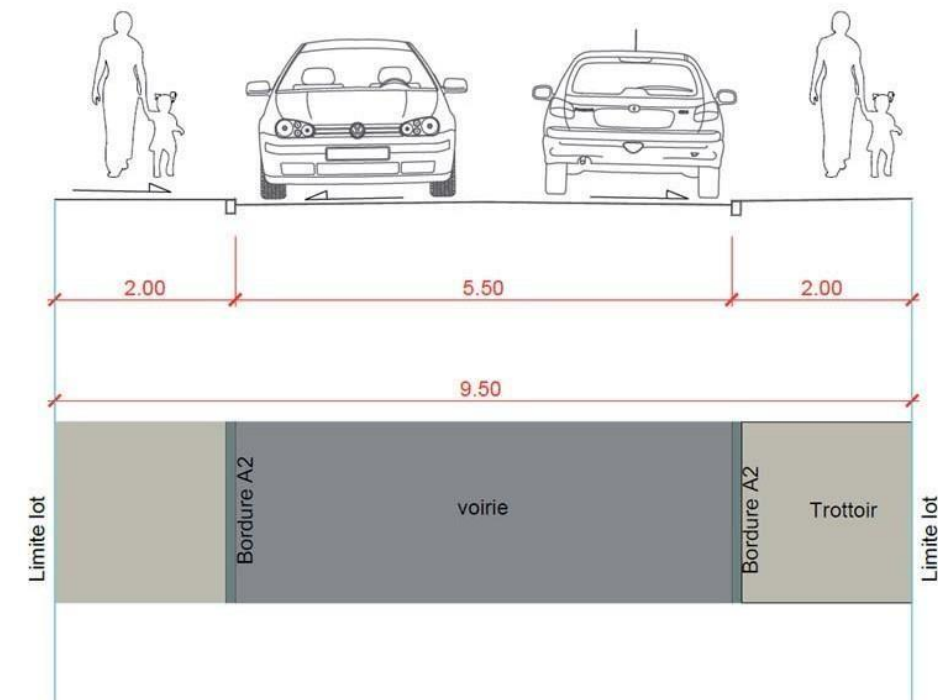 2.00
5.50
2.00
9.50
Limite lot
Bordure A2
voirie
Bordure A2
Trottoir
Limite lot